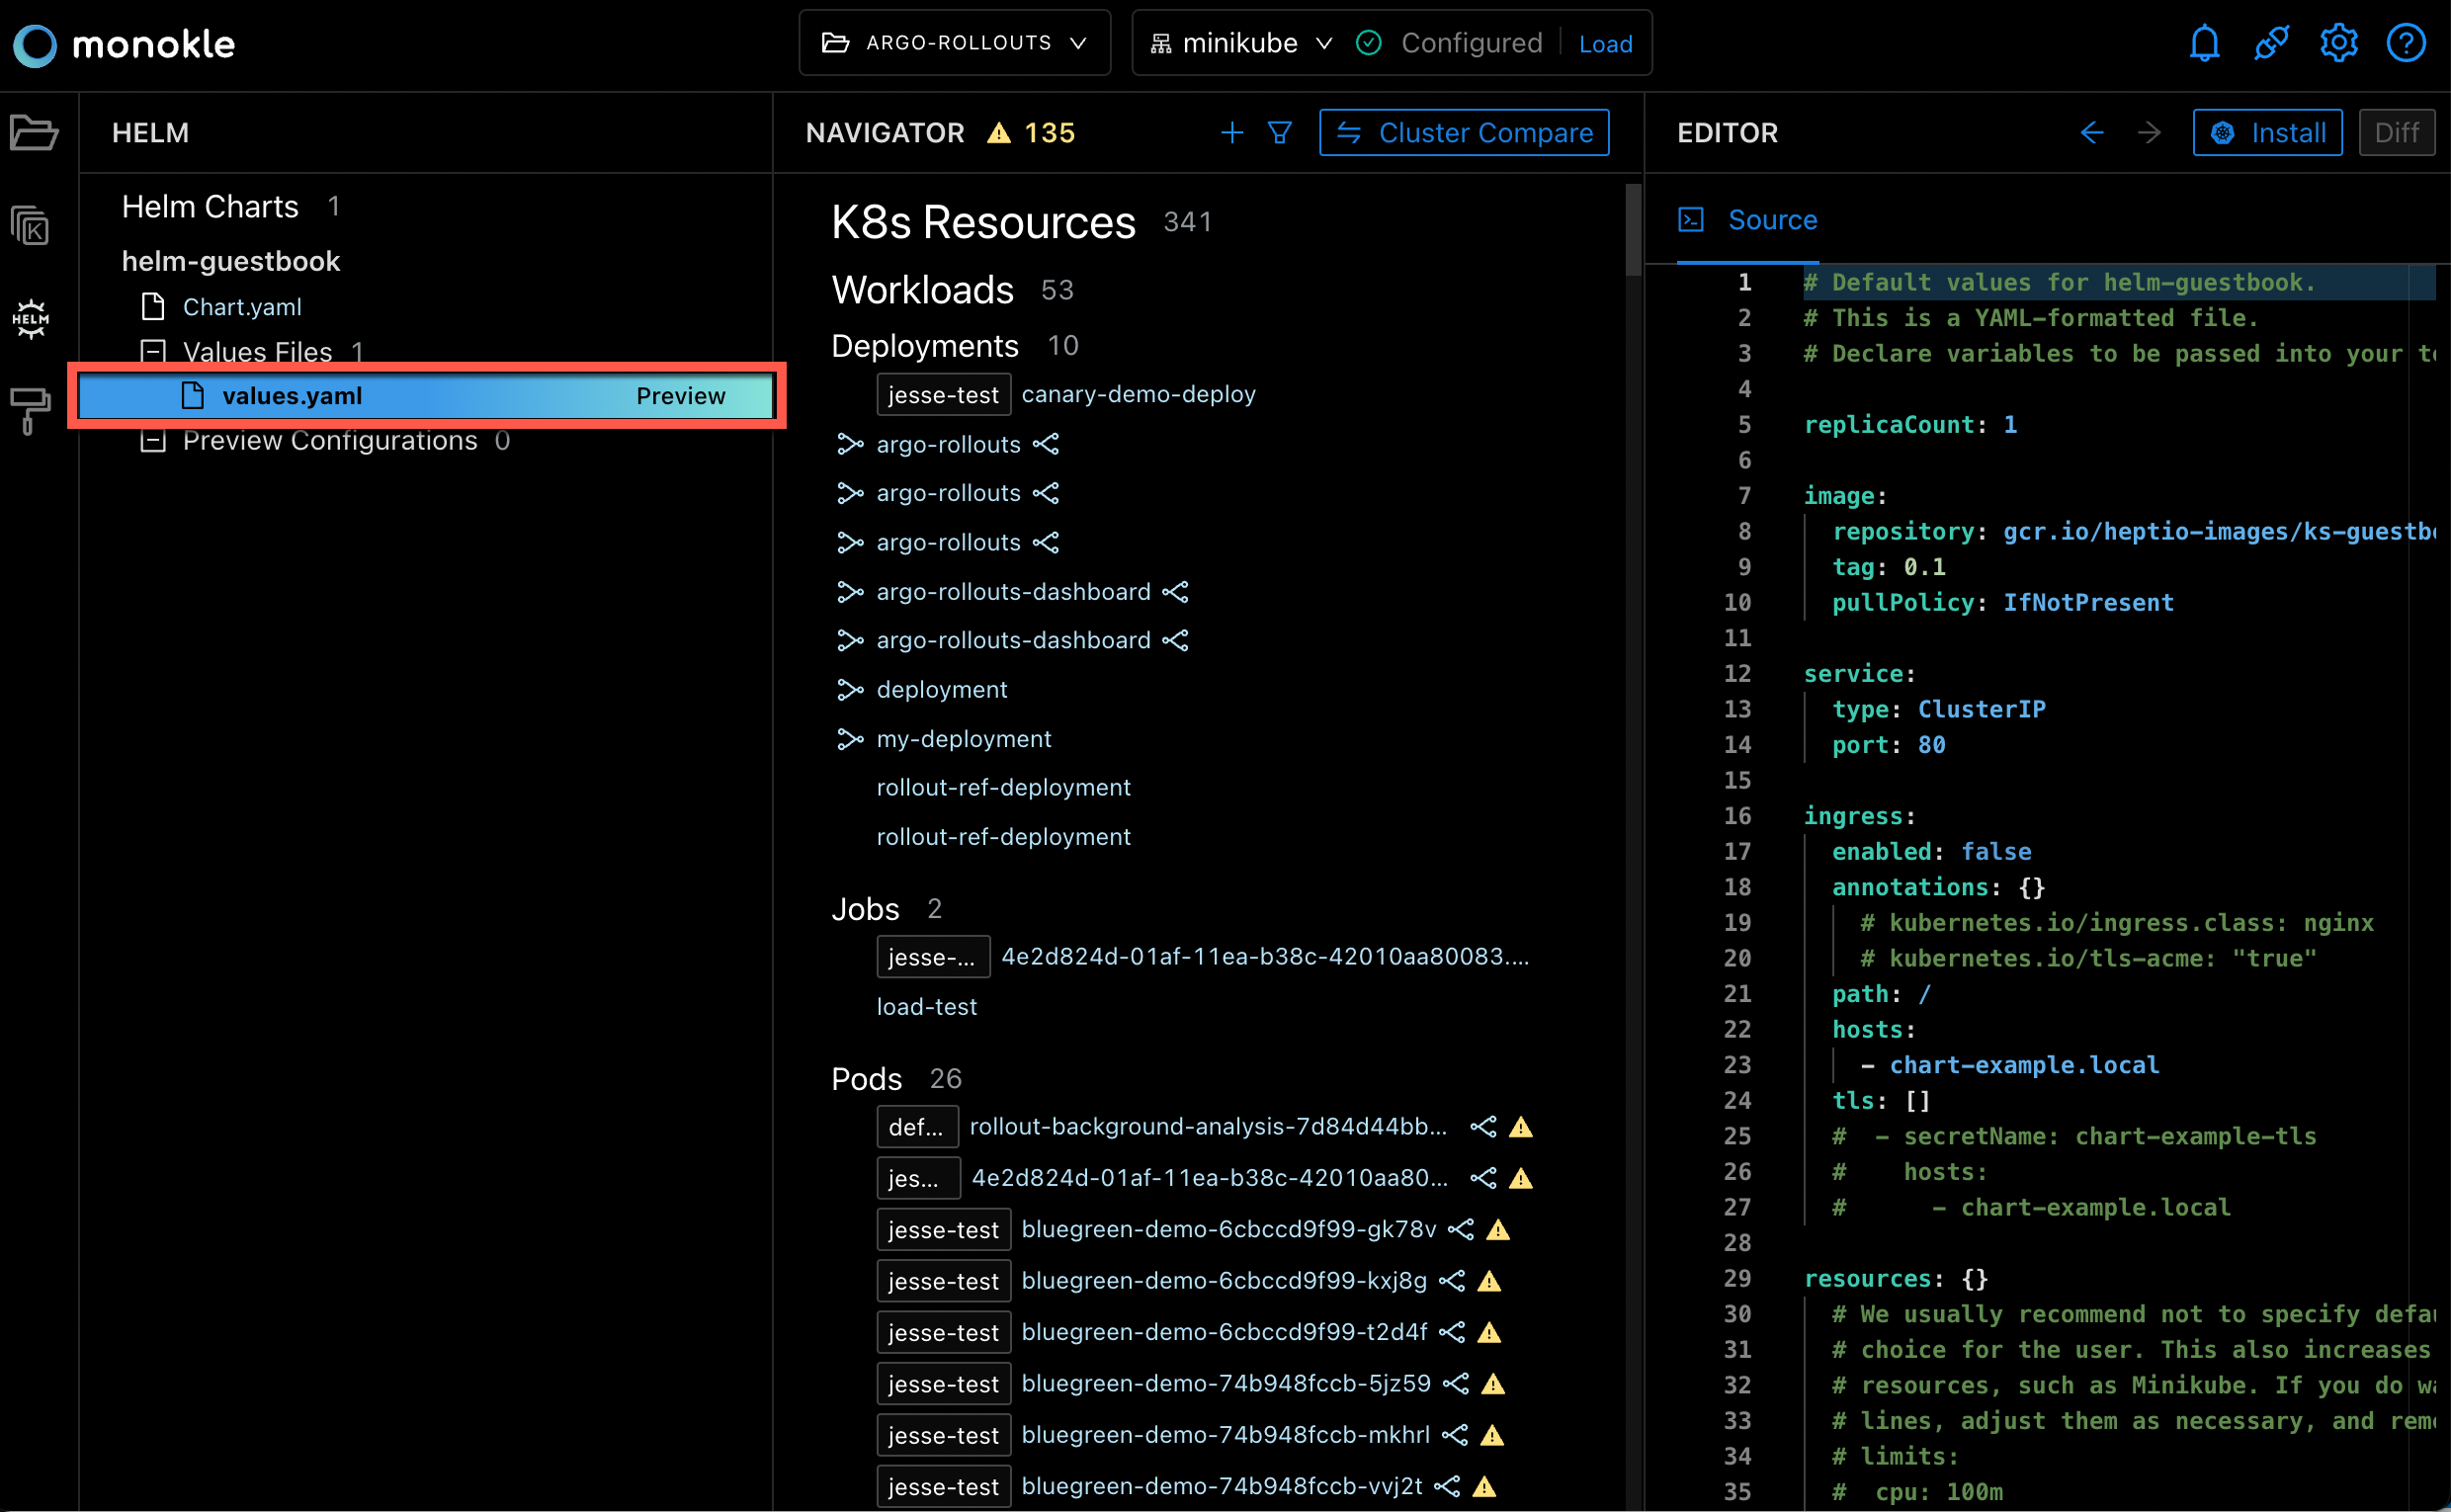 monokle
ARGO-ROLLOUTS
minikube Configured Load
HELM
Helm Charts 1
helm-guestbook
Chart.yaml
Values Files 1
values.yaml Preview
Preview Configurations 0
NAVIGATOR 135
Cluster Compare
K8s Resources 341
Workloads 53
Deployments 10
jesse-test canary-demo-deploy
argo-rollouts
argo-rollouts
argo-rollouts
argo-rollouts-dashboard
argo-rollouts-dashboard
deployment
my-deployment
rollout-ref-deployment
rollout-ref-deployment
Jobs 2
jesse-... 4e2d824d-01af-11ea-b38c-42010aa80083....
load-test
Pods 26
def... rollout-background-analysis-7d84d44bb...
jes... 4e2d824d-01af-11ea-b38c-42010aa80...
jesse-test bluegreen-demo-6cbccd9f99-gk78v
jesse-test bluegreen-demo-6cbccd9f99-kxj8g
jesse-test bluegreen-demo-6cbccd9f99-t2d4f
jesse-test bluegreen-demo-74b948fccb-5jz59
jesse-test bluegreen-demo-74b948fccb-mkhrl
jesse-test bluegreen-demo-74b948fccb-vvj2t
EDITOR
Install
Diff
Source
1 # Default values for helm-guestbook.
2 # This is a YAML-formatted file.
3 # Declare variables to be passed into your
4
5 replicaCount: 1
6
7 image:
8 repository: gcr.io/heptio-images/ks-guestb
9 tag: 0.1
10 pullPolicy: IfNotPresent
11
12 service:
13 type: ClusterIP
14 port: 80
15
16 ingress:
17 enabled: false
18 annotations: {}
19 # kubernetes.io/ingress.class: nginx
20 # kubernetes.io/tls-acme: "true"
21 path: /
22 hosts:
23 - chart-example.local
24 tls: []
25 # - secretName: chart-example-tls
26 # hosts:
27 # - chart-example.local
28
29 resources: {}
30 # We usually recommend not to specify defa
31 # choice for the user. This also increases
32 # resources, such as Minikube. If you do w
33 # lines, adjust them as necessary, and rem
34 # limits:
35 # cpu: 100m